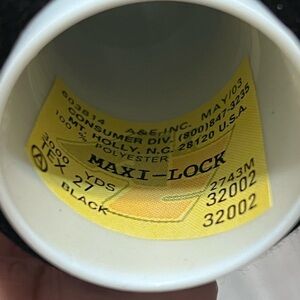 603814 A&E, INC. MAY/03
CONSUMER DIV. (800)847-3235
MT. HOLLY, N.C. 28120 U.S.A.
100% POLYESTER
MAXI-LOCK
3000 YDS 2743M
TEX 27 32002
BLACK 32002